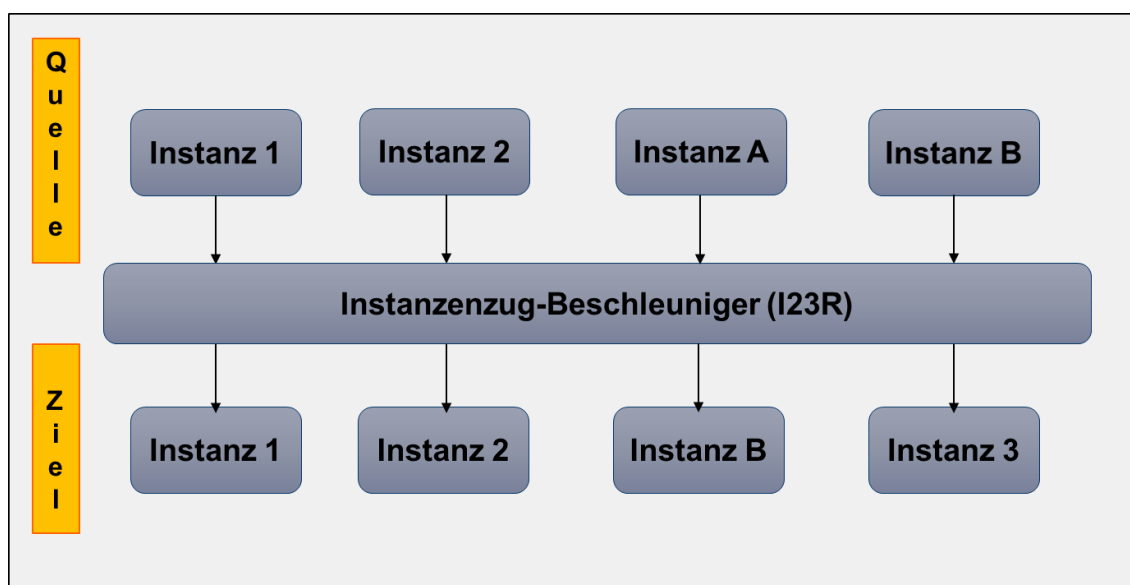 Quelle
Instanz 1
Instanz 2
Instanz A
Instanz B
Instanzenzug-Beschleuniger (I23R)
Ziel
Instanz 1
Instanz 2
Instanz B
Instanz 3